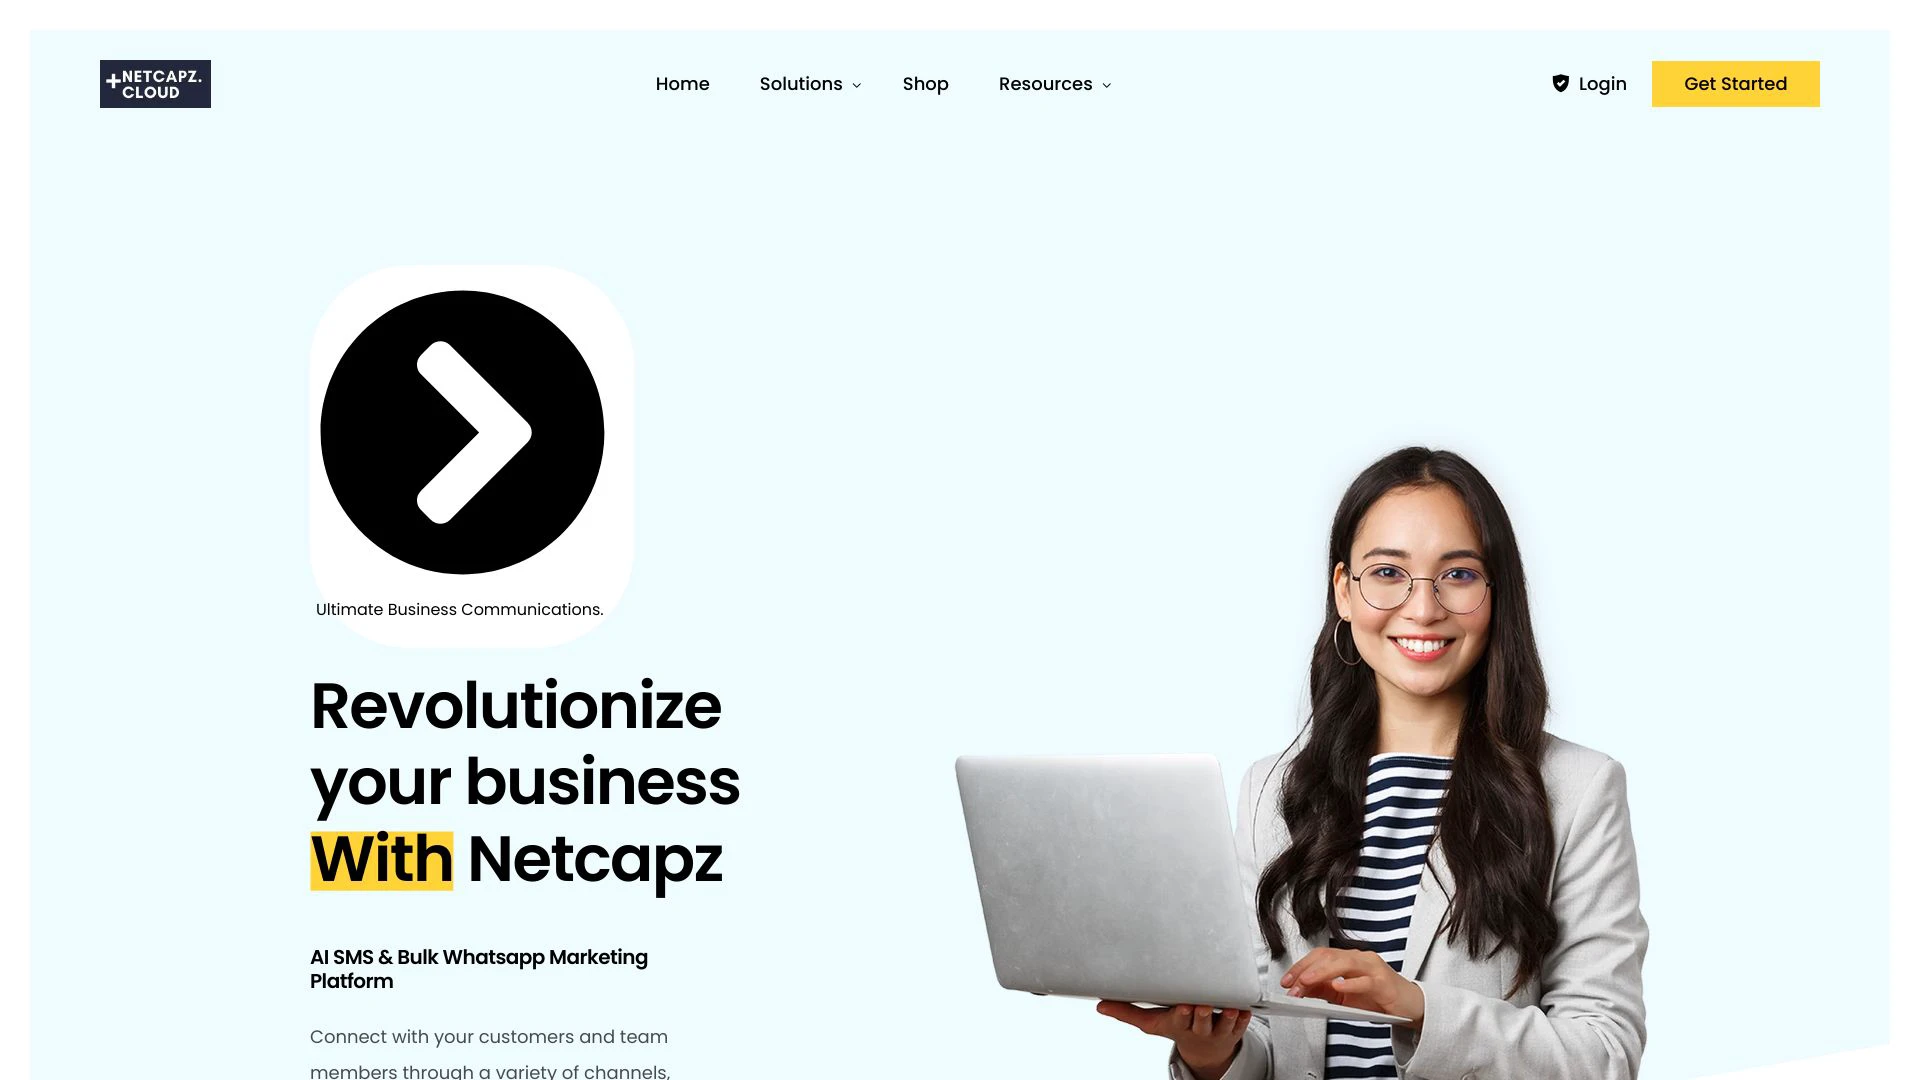 +NETCAPZ.
CLOUD
Home
Solutions
Shop
Resources
Login
Get Started
Ultimate Business Communications.
Revolutionize
your business
With Netcapz
AI SMS & Bulk Whatsapp Marketing
Platform
Connect with your customers and team
members through a variety of channels,